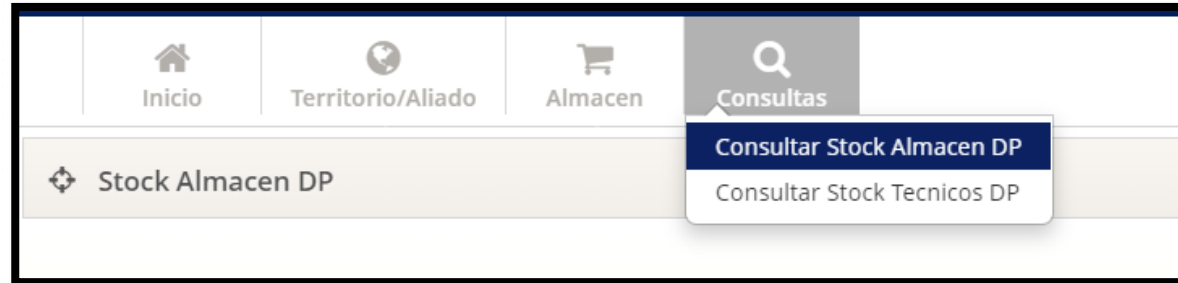 Inicio
Territorio/Aliado
Almacen
Consultas
Consultar Stock Almacen DP
Consultar Stock Tecnicos DP
Stock Almacen DP